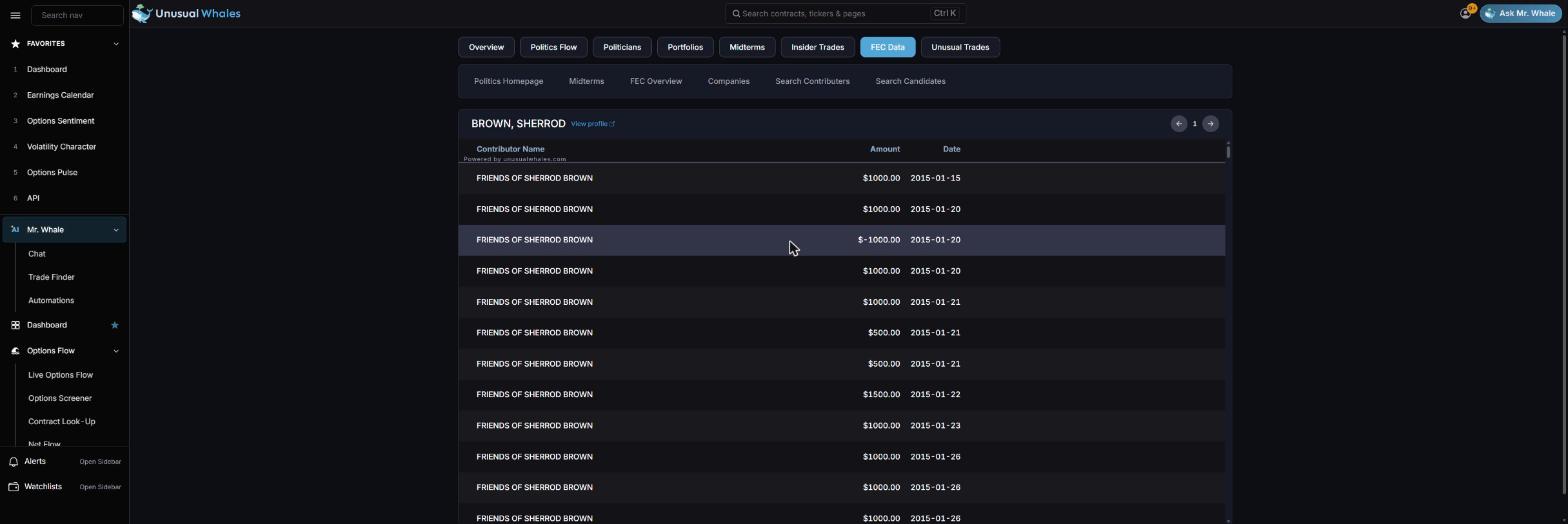 Search nav
Unusual Whales
Search contracts, tickers & pages
Ctrl K
9+
Ask Mr. Whale
FAVORITES
1 Dashboard
2 Earnings Calendar
3 Options Sentiment
4 Volatility Character
5 Options Pulse
6 API
AI Mr. Whale
Chat
Trade Finder
Automations
Dashboard
Options Flow
Live Options Flow
Options Screener
Contract Look-Up
Net Flow
Alerts Open Sidebar
Watchlists Open Sidebar
Overview Politics Flow Politicians Portfolios Midterms Insider Trades FEC Data Unusual Trades
Politics Homepage Midterms FEC Overview Companies Search Contributers Search Candidates
BROWN, SHERROD View profile 1
Contributor Name Amount Date
Powered by unusualwhales.com
FRIENDS OF SHERROD BROWN $1000.00 2015-01-15
FRIENDS OF SHERROD BROWN $1000.00 2015-01-20
FRIENDS OF SHERROD BROWN $-1000.00 2015-01-20
FRIENDS OF SHERROD BROWN $1000.00 2015-01-20
FRIENDS OF SHERROD BROWN $1000.00 2015-01-21
FRIENDS OF SHERROD BROWN $500.00 2015-01-21
FRIENDS OF SHERROD BROWN $500.00 2015-01-21
FRIENDS OF SHERROD BROWN $1500.00 2015-01-22
FRIENDS OF SHERROD BROWN $1000.00 2015-01-23
FRIENDS OF SHERROD BROWN $1000.00 2015-01-26
FRIENDS OF SHERROD BROWN $1000.00 2015-01-26
FRIENDS OF SHERROD BROWN $1000.00 2015-01-26